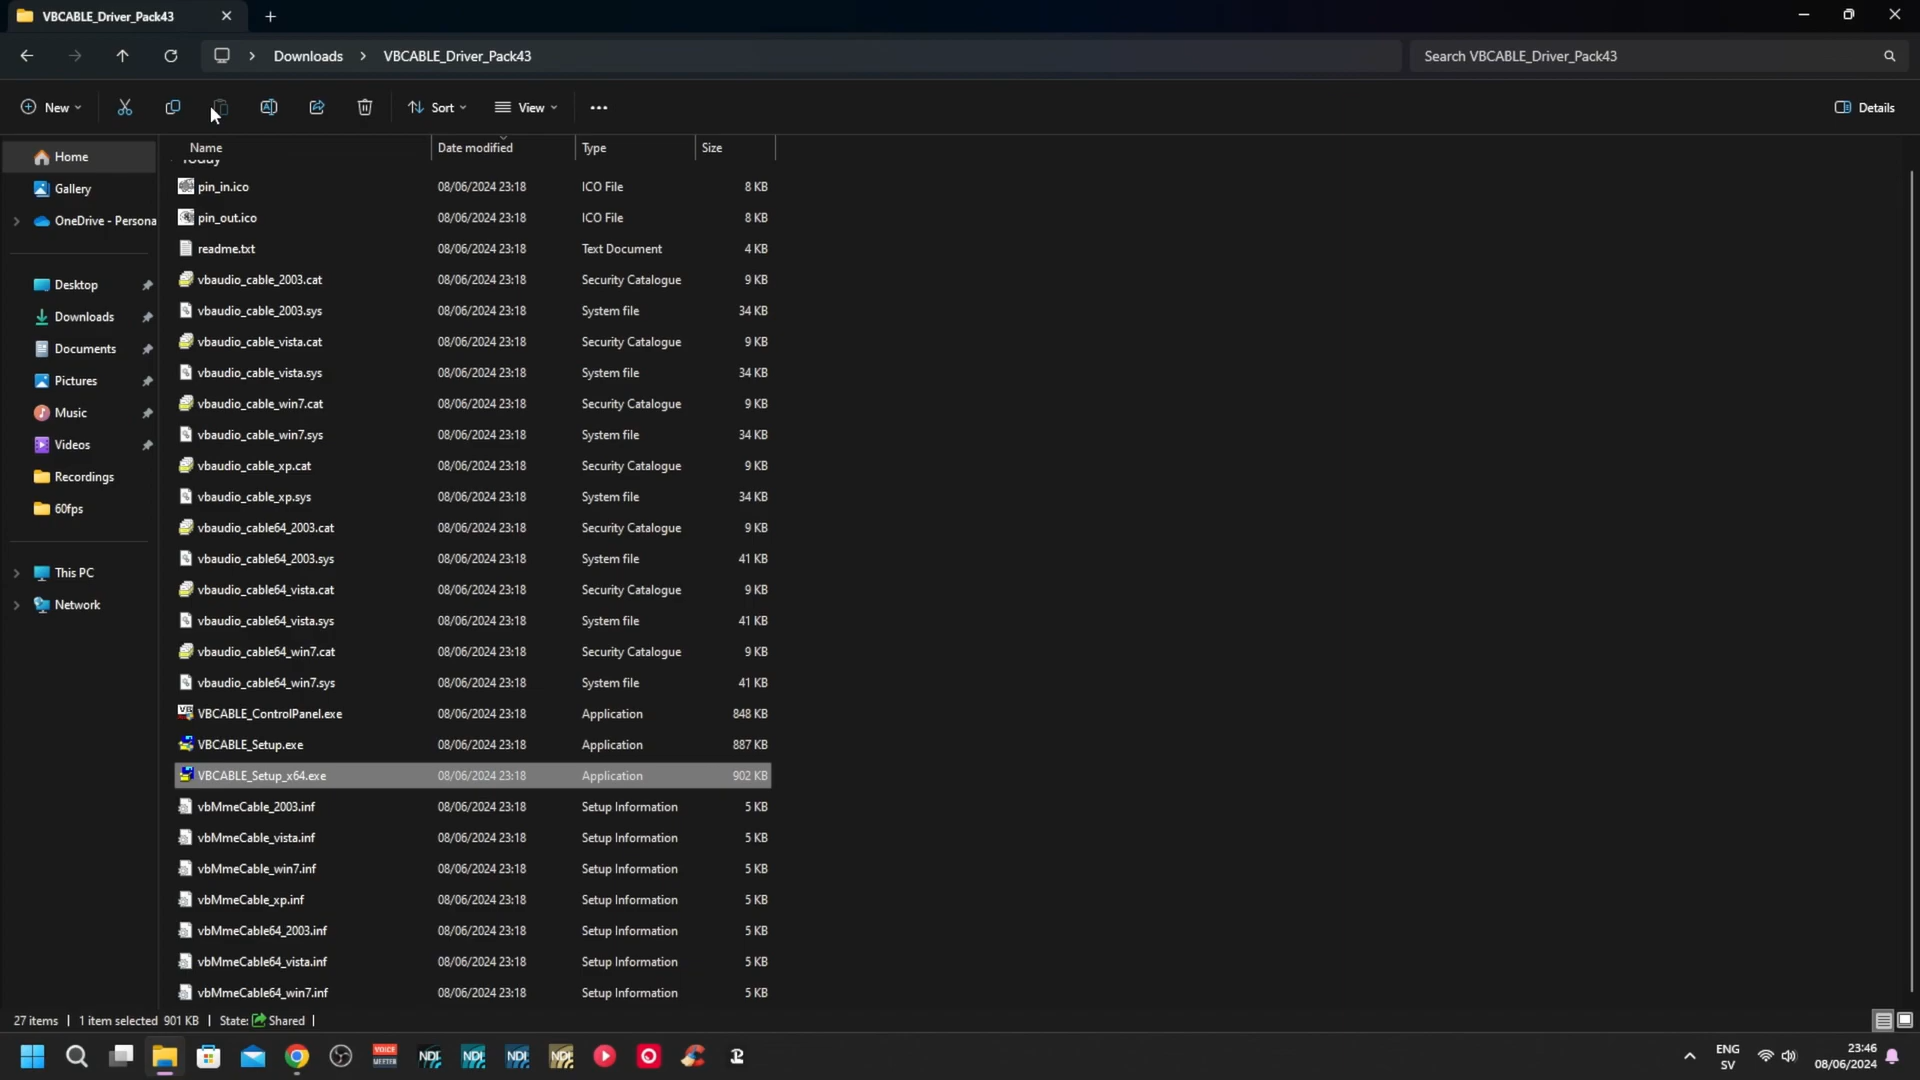 VBCABLE_Driver_Pack43
Downloads > VBCABLE_Driver_Pack43
Search VBCABLE_Driver_Pack43
New
Sort
View
Details
Name Date modified Type Size
Today
pin_in.ico 08/06/2024 23:18 ICO File 8 KB
pin_out.ico 08/06/2024 23:18 ICO File 8 KB
readme.txt 08/06/2024 23:18 Text Document 4 KB
vbaudio_cable_2003.cat 08/06/2024 23:18 Security Catalogue 9 KB
vbaudio_cable_2003.sys 08/06/2024 23:18 System file 34 KB
vbaudio_cable_vista.cat 08/06/2024 23:18 Security Catalogue 9 KB
vbaudio_cable_vista.sys 08/06/2024 23:18 System file 34 KB
vbaudio_cable_win7.cat 08/06/2024 23:18 Security Catalogue 9 KB
vbaudio_cable_win7.sys 08/06/2024 23:18 System file 34 KB
vbaudio_cable_xp.cat 08/06/2024 23:18 Security Catalogue 9 KB
vbaudio_cable_xp.sys 08/06/2024 23:18 System file 34 KB
vbaudio_cable64_2003.cat 08/06/2024 23:18 Security Catalogue 9 KB
vbaudio_cable64_2003.sys 08/06/2024 23:18 System file 41 KB
vbaudio_cable64_vista.cat 08/06/2024 23:18 Security Catalogue 9 KB
vbaudio_cable64_vista.sys 08/06/2024 23:18 System file 41 KB
vbaudio_cable64_win7.cat 08/06/2024 23:18 Security Catalogue 9 KB
vbaudio_cable64_win7.sys 08/06/2024 23:18 System file 41 KB
VBCABLE_ControlPanel.exe 08/06/2024 23:18 Application 848 KB
VBCABLE_Setup.exe 08/06/2024 23:18 Application 887 KB
VBCABLE_Setup_x64.exe 08/06/2024 23:18 Application 902 KB
vbMmeCable_2003.inf 08/06/2024 23:18 Setup Information 5 KB
vbMmeCable_vista.inf 08/06/2024 23:18 Setup Information 5 KB
vbMmeCable_win7.inf 08/06/2024 23:18 Setup Information 5 KB
vbMmeCable_xp.inf 08/06/2024 23:18 Setup Information 5 KB
vbMmeCable64_2003.inf 08/06/2024 23:18 Setup Information 5 KB
vbMmeCable64_vista.inf 08/06/2024 23:18 Setup Information 5 KB
vbMmeCable64_win7.inf 08/06/2024 23:18 Setup Information 5 KB
Home
Gallery
OneDrive - Persona
Desktop
Downloads
Documents
Pictures
Music
Videos
Recordings
60fps
This PC
Network
27 items | 1 item selected 901 KB | State: Shared |
VOICE
MEETER
NDI NDI NDI NDI
ENG
SV
23:46
08/06/2024